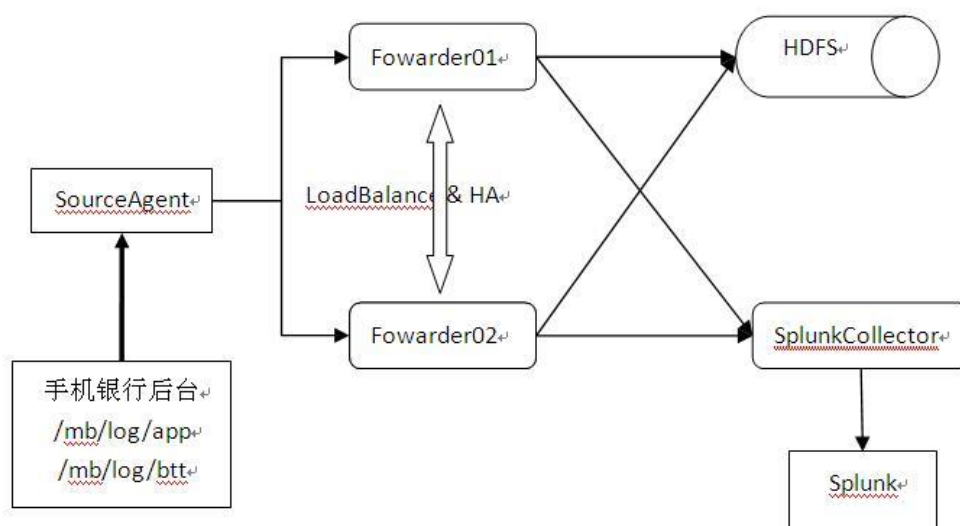 Fowarder01
HDFS
SourceAgent
LoadBalance & HA
Fowarder02
SplunkCollector
手机银行后台
/mb/log/app
/mb/log/btt
Splunk